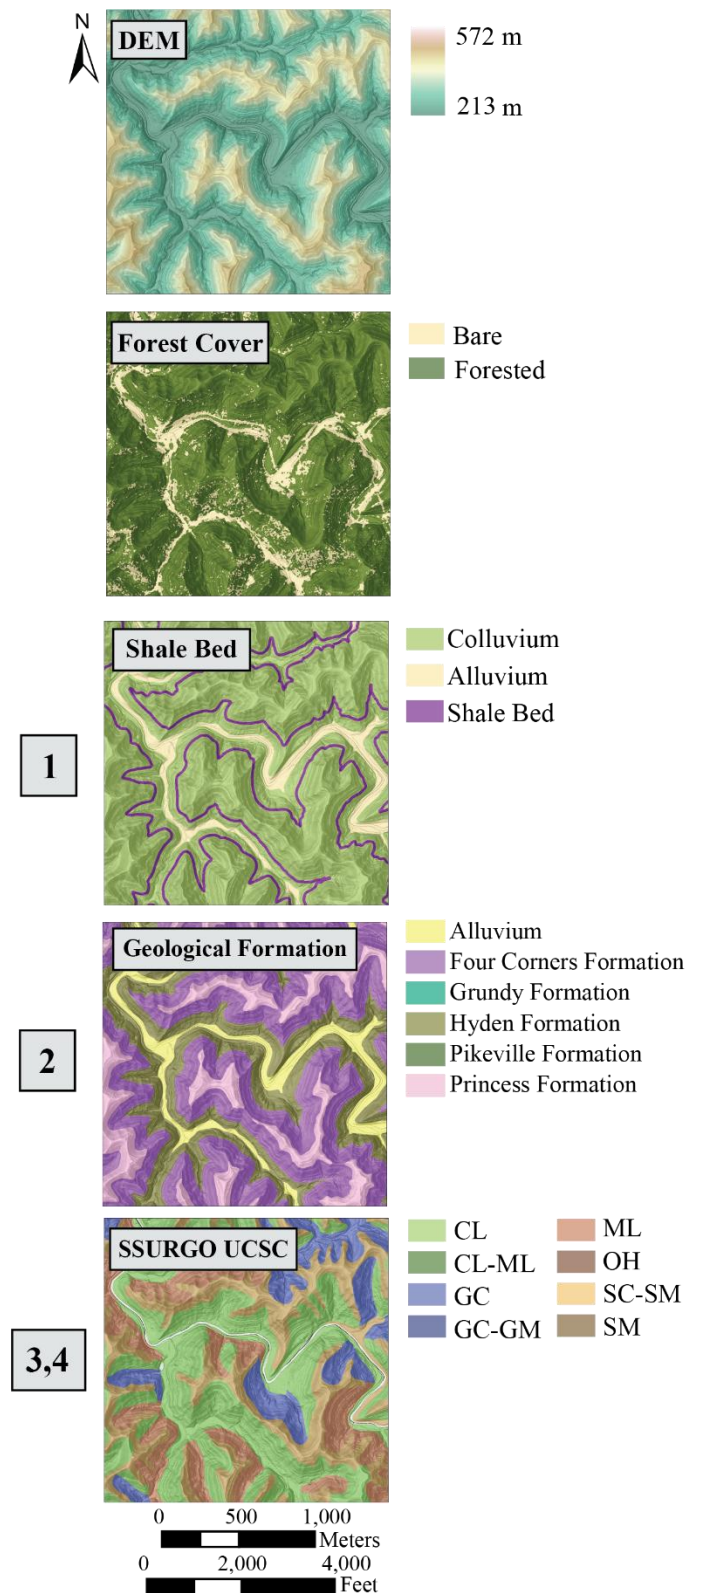 N
DEM
572 m
213 m
Forest Cover
Bare
Forested
Shale Bed
Colluvium
Alluvium
Shale Bed
1
Geological Formation
Alluvium
Four Corners Formation
Grundy Formation
Hyden Formation
Pikeville Formation
Princess Formation
2
SSURGO UCSC
CL
ML
CL-ML
OH
GC
SC-SM
GC-GM
SM
3,4
0 500 1,000
Meters
0 2,000 4,000
Feet